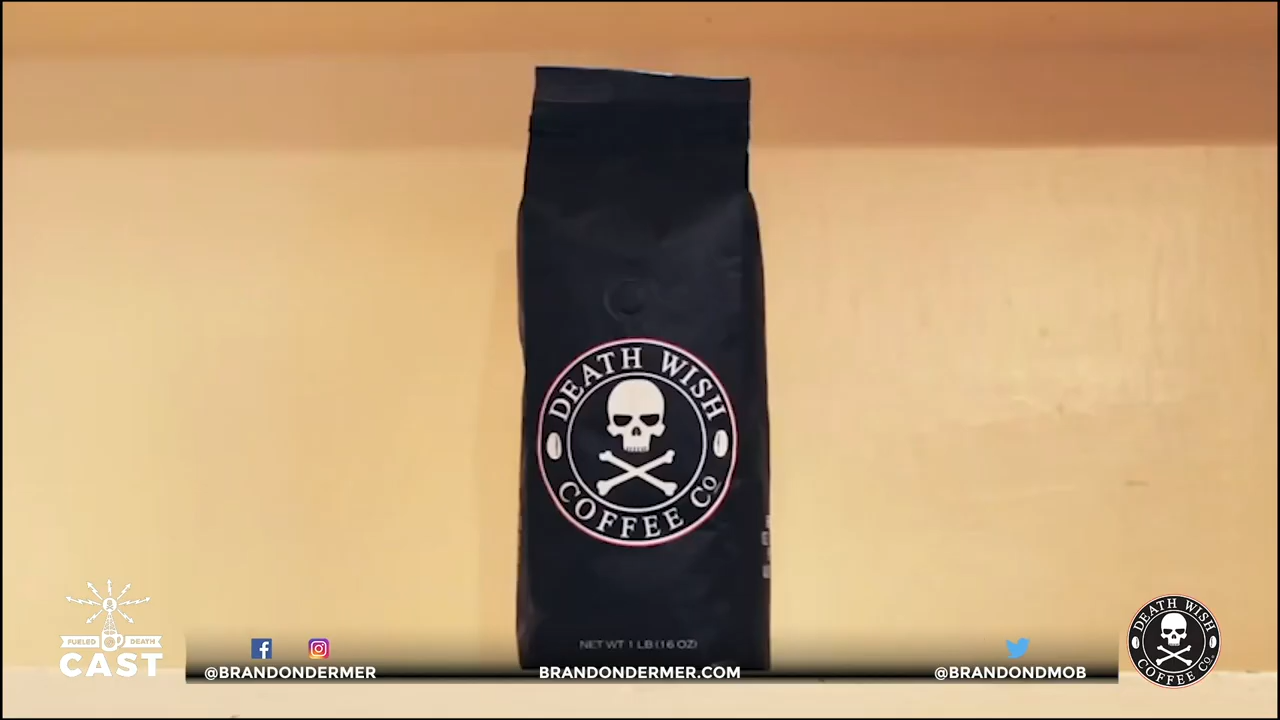 DEATH WISH
COFFEE Co
NET WT 1 LB (16 OZ)
FUELED DEATH
CAST
@BRANDONDERMER
BRANDONDERMER.COM
@BRANDONDMOB
DEATH WISH
COFFEE Co.